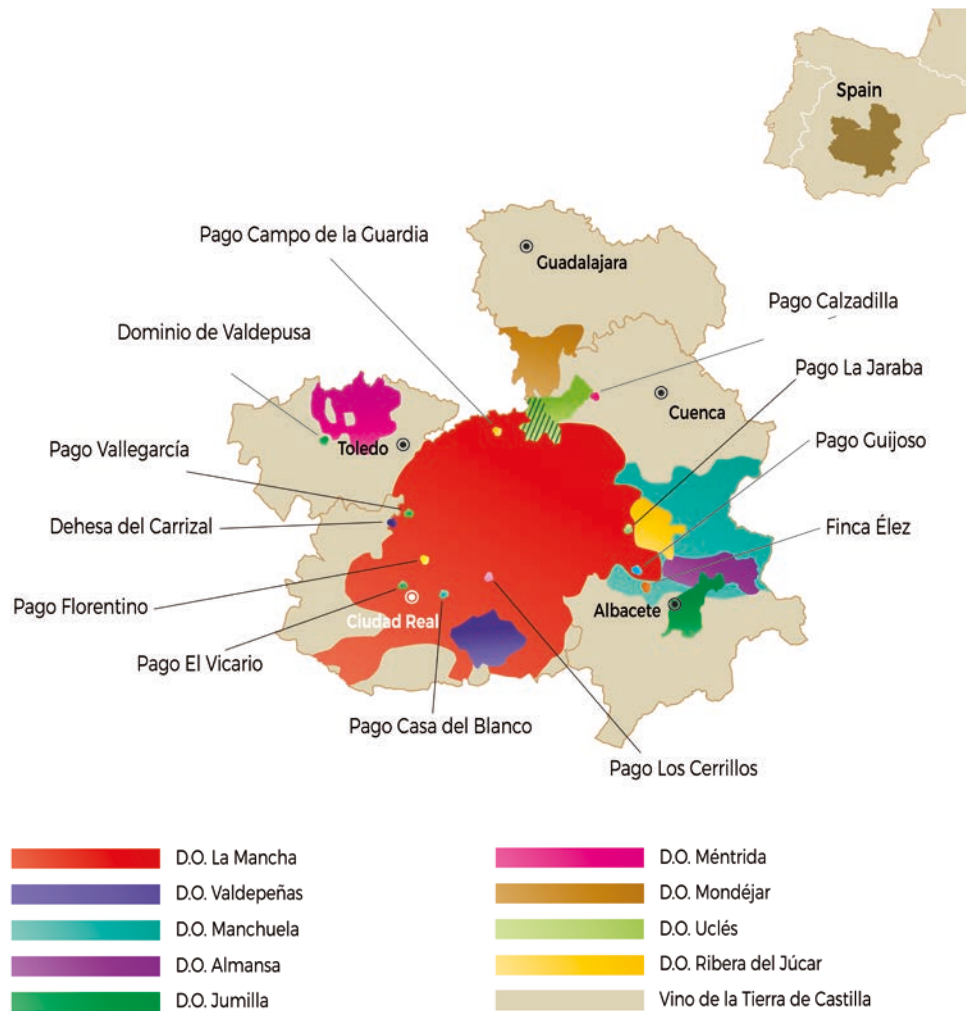 Spain
Pago Campo de la Guardia
Guadalajara
Pago Calzadilla
Dominio de Valdepusa
Pago La Jaraba
Cuenca
Toledo
Pago Guijoso
Pago Vallegarcía
Dehesa del Carrizal
Finca Élez
Pago Florentino
Ciudad Real
Albacete
Pago El Vicario
Pago Casa del Blanco
Pago Los Cerrillos
D.O. La Mancha
D.O. Valdepeñas
D.O. Manchuela
D.O. Almansa
D.O. Jumilla
D.O. Méntrida
D.O. Mondéjar
D.O. Uclés
D.O. Ribera del Júcar
Vino de la Tierra de Castilla